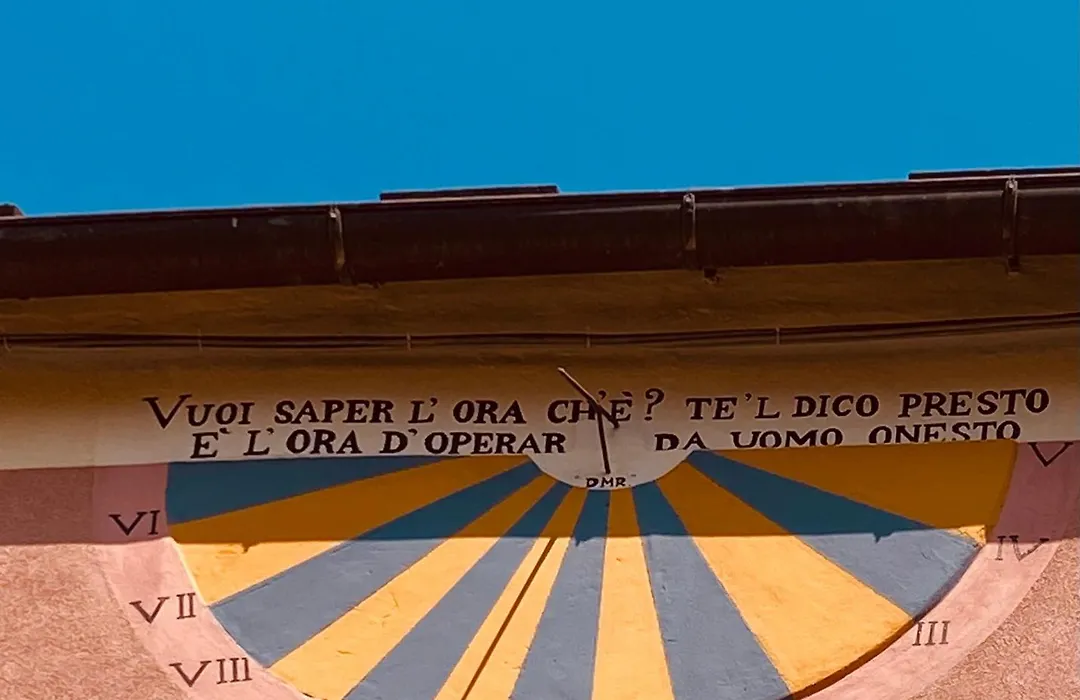 VUOI SAPER L'ORA CH'È? TE'L DICO PRESTO
E` L'ORA D'OPERAR DA UOMO ONESTO
"DMR"
V
VI
IV
VII
III
VIII